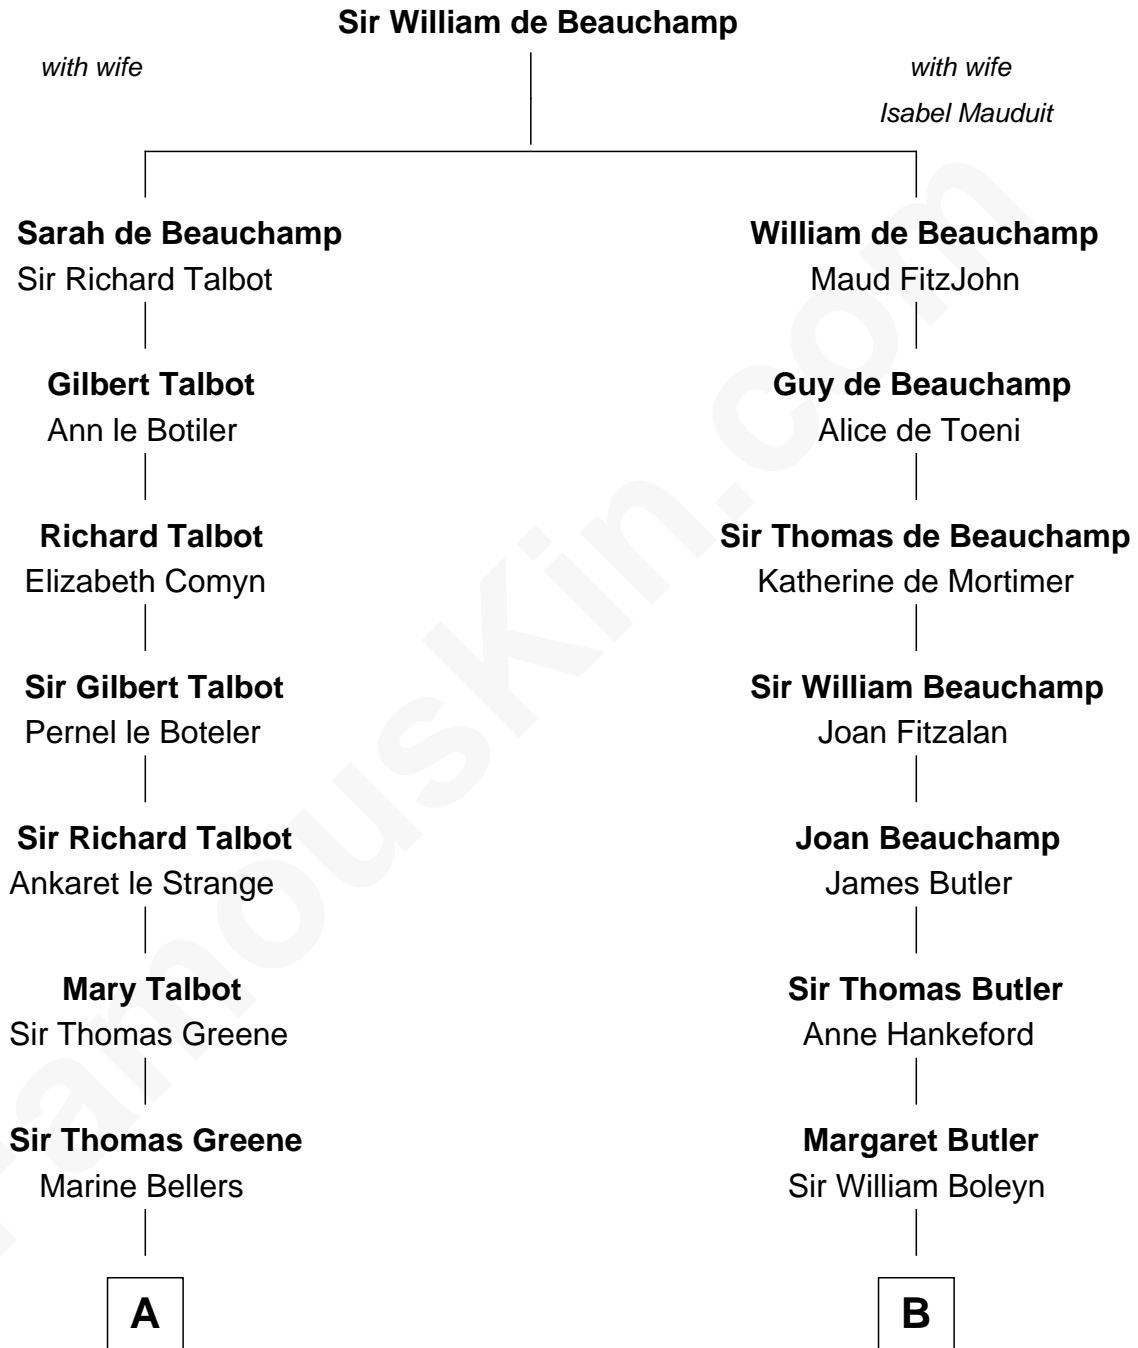 Sir William de Beauchamp
with wife
with wife
Isabel Mauduit
Sarah de Beauchamp
Sir Richard Talbot
William de Beauchamp
Maud FitzJohn
Gilbert Talbot
Ann le Botiler
Guy de Beauchamp
Alice de Toeni
Richard Talbot
Elizabeth Comyn
Sir Thomas de Beauchamp
Katherine de Mortimer
Sir Gilbert Talbot
Pernel le Boteler
Sir William Beauchamp
Joan Fitzalan
Sir Richard Talbot
Ankaret le Strange
Joan Beauchamp
James Butler
Mary Talbot
Sir Thomas Greene
Sir Thomas Butler
Anne Hankeford
Sir Thomas Greene
Marine Bellers
Margaret Butler
Sir William Boleyn
A
B
FamousKin.com